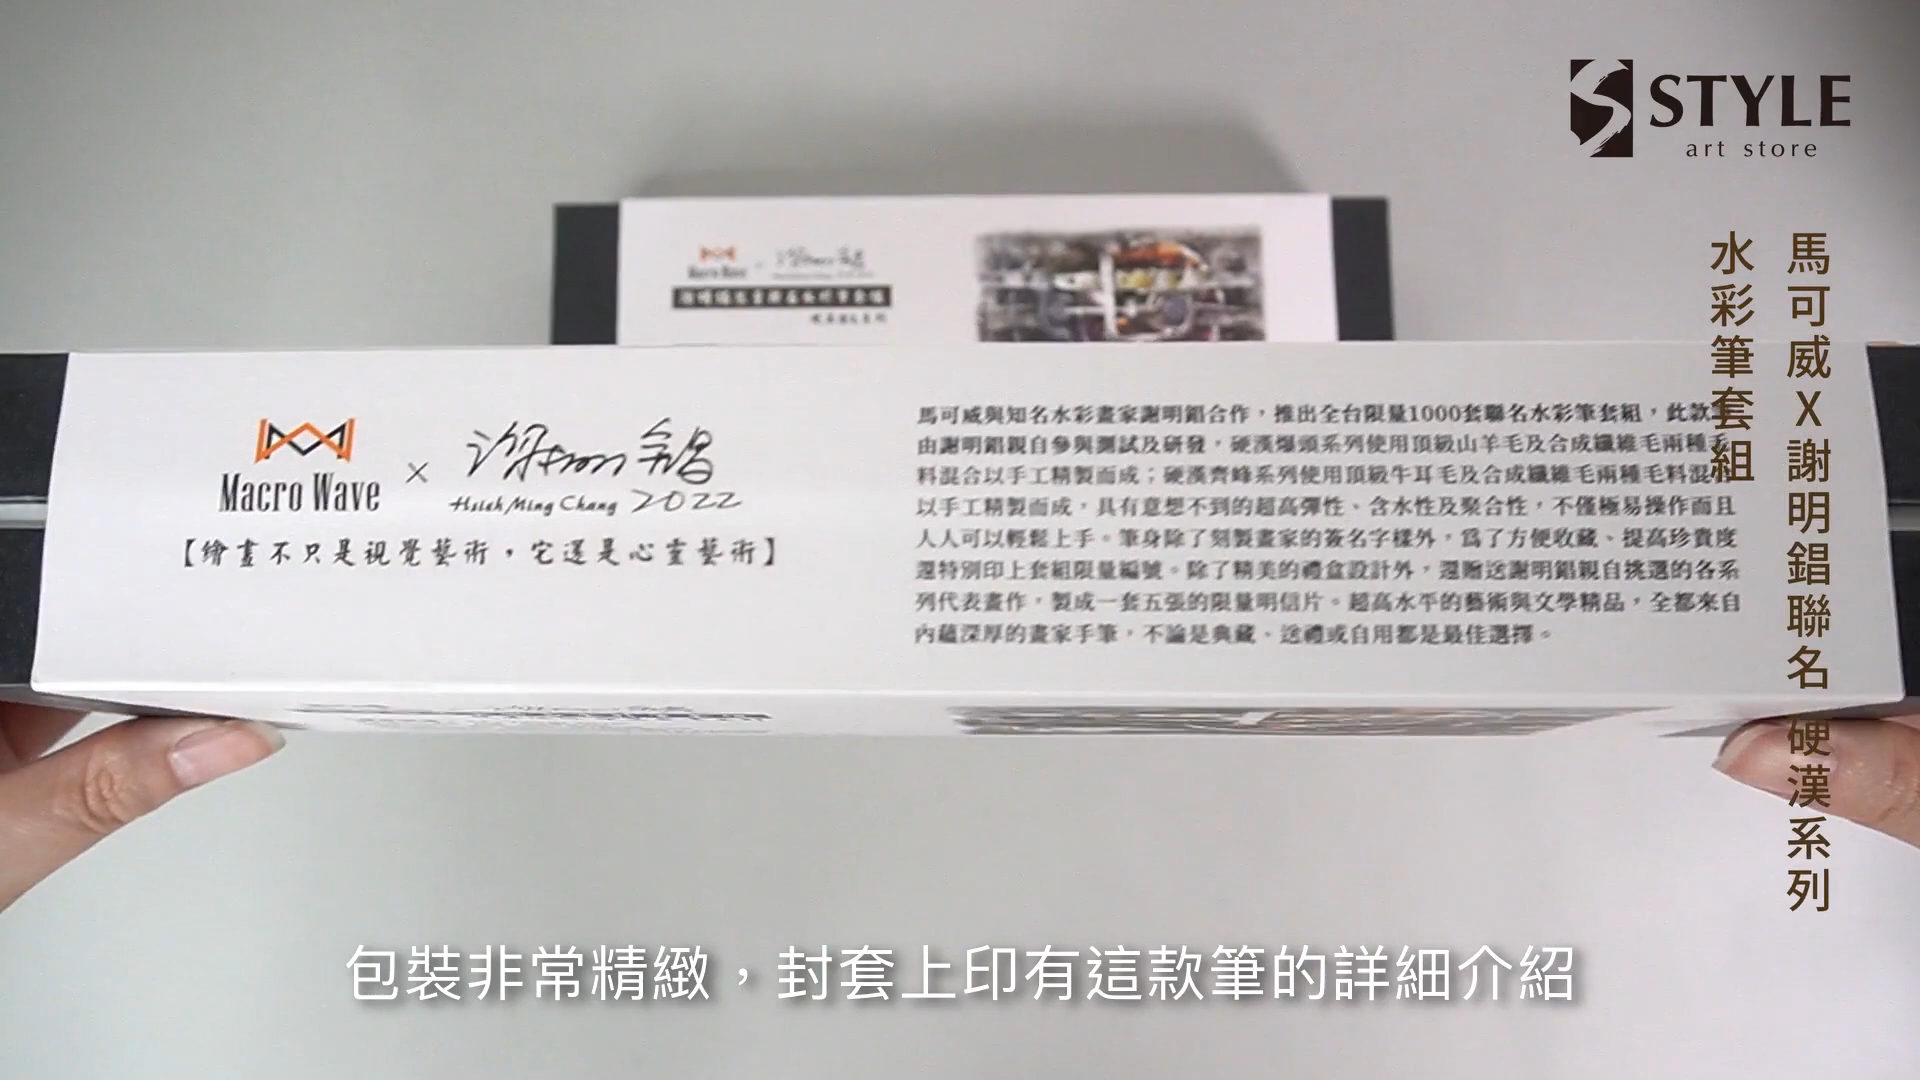 STYLE
art store
馬可威X謝明錩聯名 硬漢系列
水彩筆套組
Macro Wave
Macro Wave
×
Hsieh Ming Chang 2022
【繪畫不只是視覺藝術，它還是心靈藝術】
馬可威與知名水彩畫家謝明錩合作，推出全台限量1000套聯名水彩筆套組，此款筆
由謝明錩親自參與測試及研發，硬漢爆頭系列使用頂級山羊毛及合成纖維毛兩種毛
料混合以手工精製而成；硬漢齊峰系列使用頂級牛耳毛及合成纖維毛兩種毛料混合
以手工精製而成，具有意想不到的超高彈性、含水性及聚合性，不僅極易操作而且
人人可以輕鬆上手。筆身除了刻製畫家的簽名字樣外，為了方便收藏、提高珍貴度
還特別印上套組限量編號。除了精美的禮盒設計外，還贈送謝明錩親自挑選的各系
列代表畫作，製成一套五張的限量明信片。超高水平的藝術與文學精品，全都來自
內蘊深厚的畫家手筆，不論是典藏、送禮或自用都是最佳選擇。
包裝非常精緻，封套上印有這款筆的詳細介紹